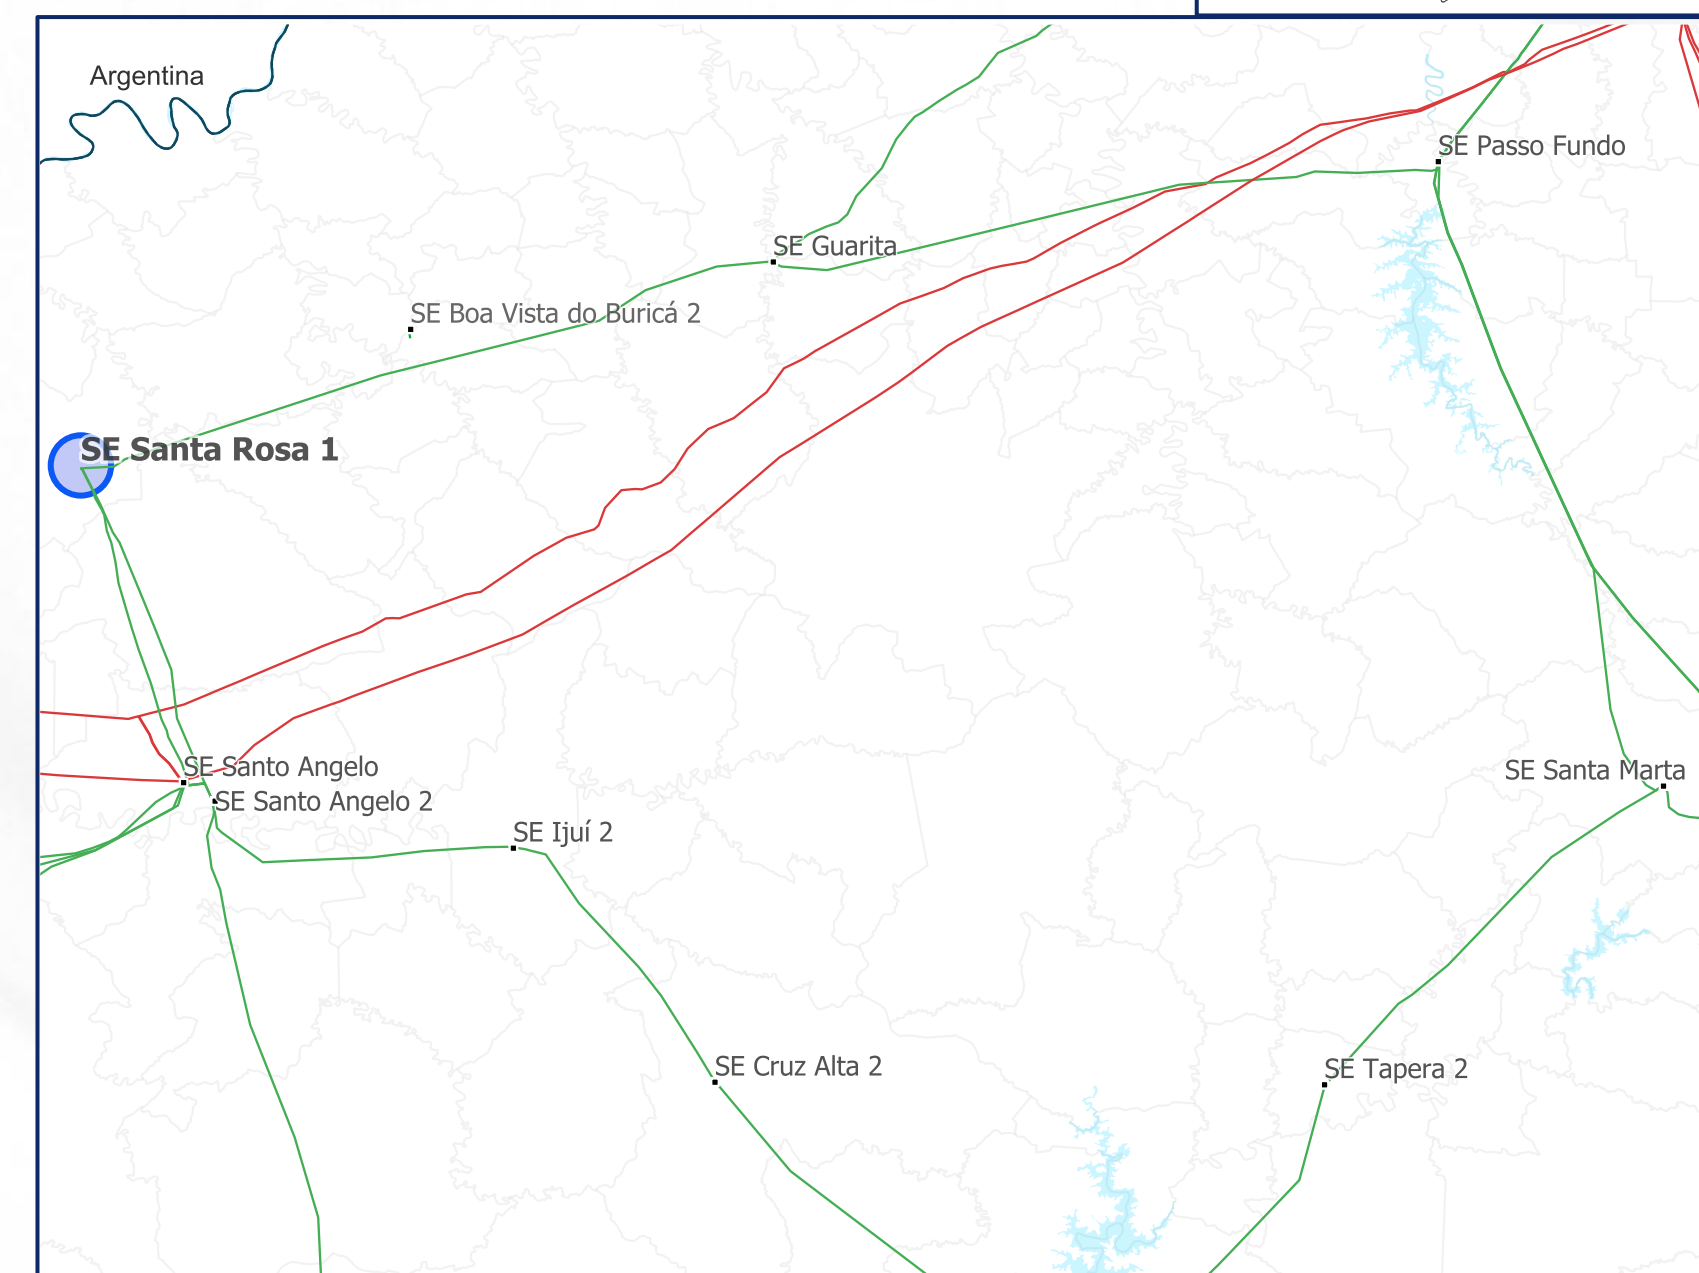 Argentina
SE Passo Fundo
SE Guarita
SE Boa Vista do Buricá 2
SE Santa Rosa 1
SE Santo Angelo
SE Santa Marta
SE Santo Angelo 2
SE Ijuí 2
SE Cruz Alta 2
SE Tapera 2